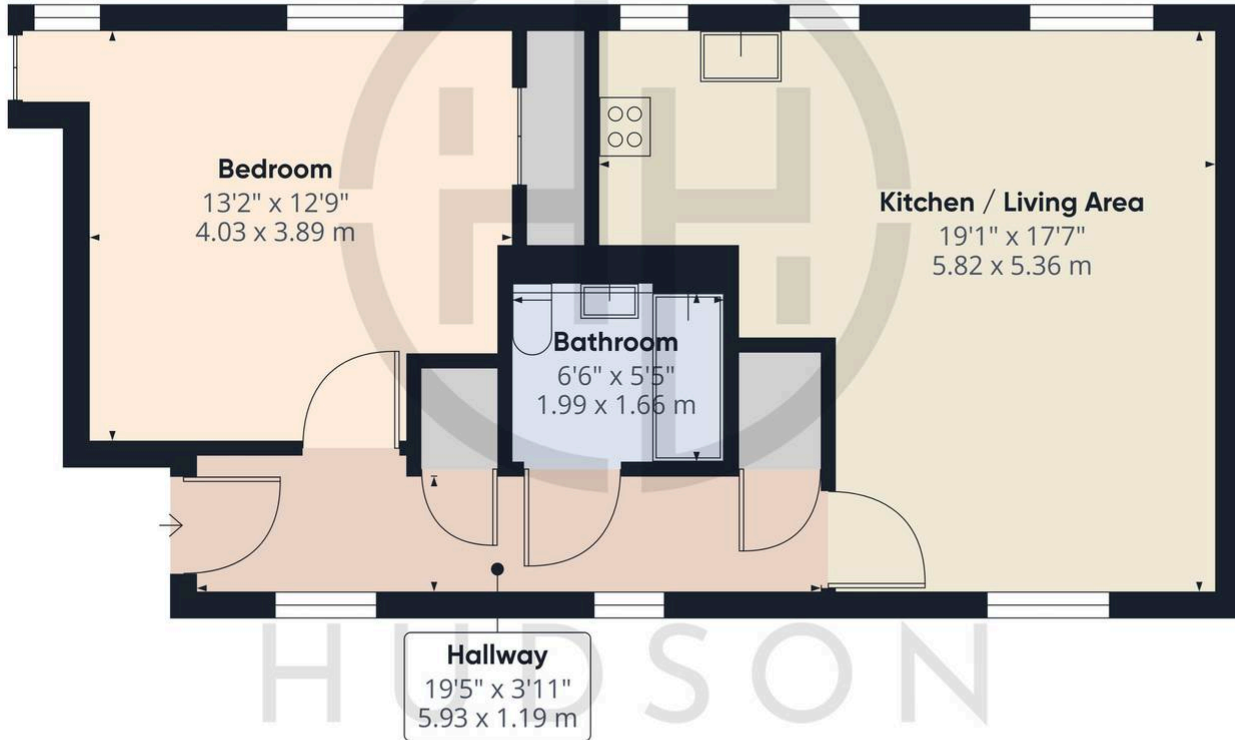 Bedroom
13'2" x 12'9"
4.03 x 3.89 m
Kitchen / Living Area
19'1" x 17'7"
5.82 x 5.36 m
Bathroom
6'6" x 5'5"
1.99 x 1.66 m
Hallway
19'5" x 3'11"
5.93 x 1.19 m
HUDSON